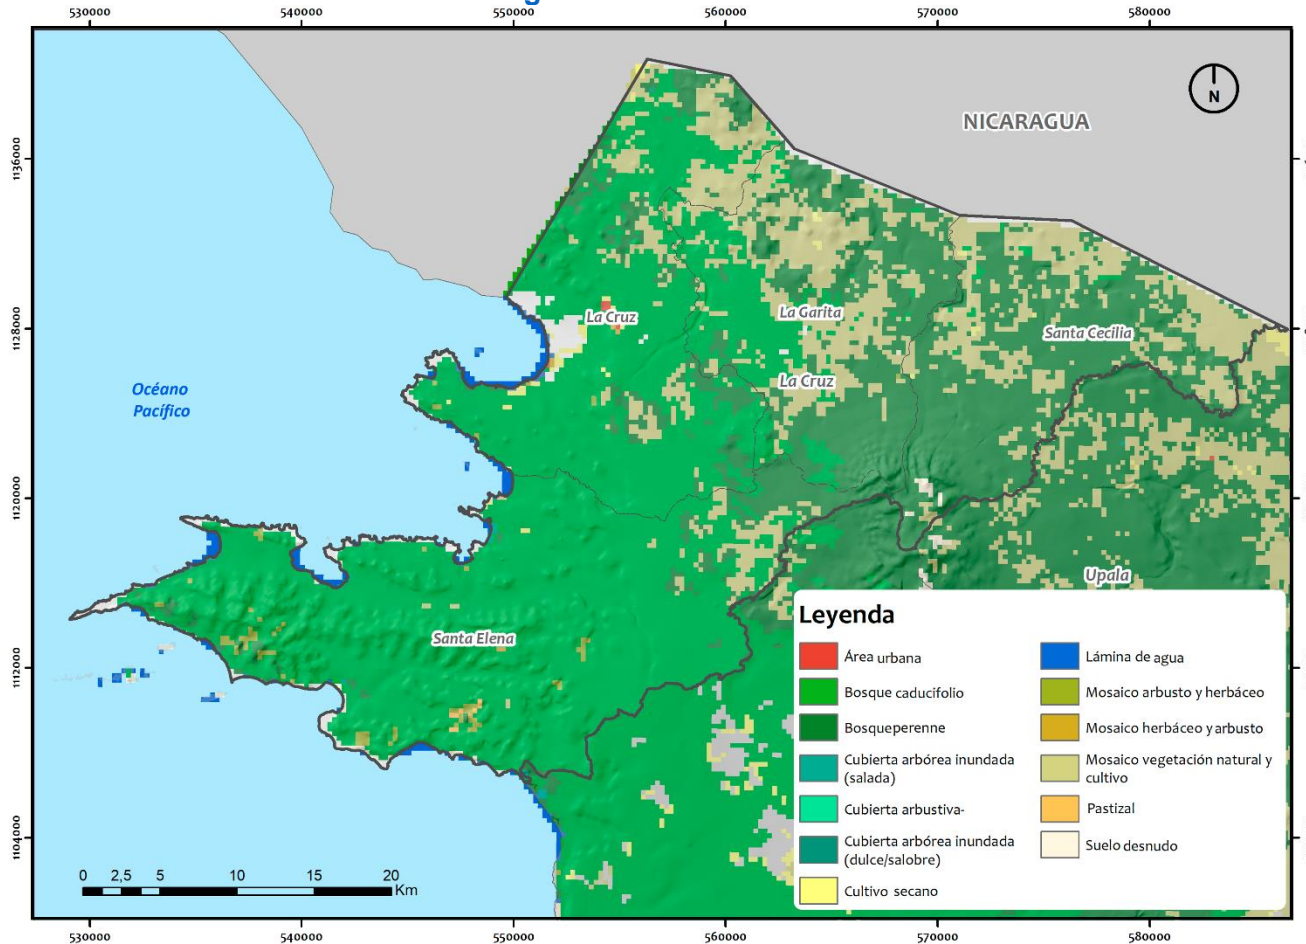 530000 540000 550000 560000 570000 580000
N
NICARAGUA
1136000
1128000
1120000
1112000
1104000
La Cruz
La Garita
Santa Cecilia
La Cruz
Océano
Pacífico
Upala
Santa Elena
Leyenda
Área urbana
Bosque caducifolio
Bosqueperenne
Cubierta arbórea inundada
(salada)
Cubierta arbustiva-
Cubierta arbórea inundada
(dulce/salobre)
Cultivo secano
Lámina de agua
Mosaico arbusto y herbáceo
Mosaico herbáceo y arbusto
Mosaico vegetación natural y
cultivo
Pastizal
Suelo desnudo
0 2,5 5 10 15 20
Km
530000 540000 550000 560000 570000 580000